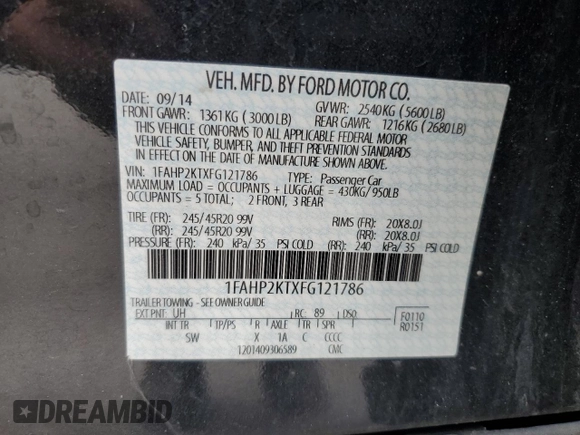 VEH. MFD. BY FORD MOTOR CO.
DATE: 09/14 GVWR: 2540 KG ( 5600 LB)
FRONT GAWR: 1361 KG ( 3000 LB) REAR GAWR: 1216 KG ( 2680 LB)
THIS VEHICLE CONFORMS TO ALL APPLICABLE FEDERAL MOTOR
VEHICLE SAFETY, BUMPER, AND THEFT PREVENTION STANDARDS
IN EFFECT ON THE DATE OF MANUFACTURE SHOWN ABOVE.
VIN: 1FAHP2KTXFG121786 TYPE: Passenger Car
MAXIMUM LOAD = OCCUPANTS + LUGGAGE = 430KG/ 950LB
OCCUPANTS = 5 TOTAL; 2 FRONT, 3 REAR
TIRE (FR): 245/45R20 99V RIMS (FR): 20X8.0J
(RR): 245/45R20 99V (RR): 20X8.0J
PRESSURE (FR): 240 kPa/ 35 PSI COLD (RR): 240 kPa/ 35 PSI COLD
1FAHP2KTXFG121786
TRAILER TOWING - SEE OWNER GUIDE
EXT PNT: UH RC: 89 DSO: F0110
INT TR TP/PS R AXLE TR SPR R0151
SW X 1A C CCCC
1201409306589 CMC
DREAMBID